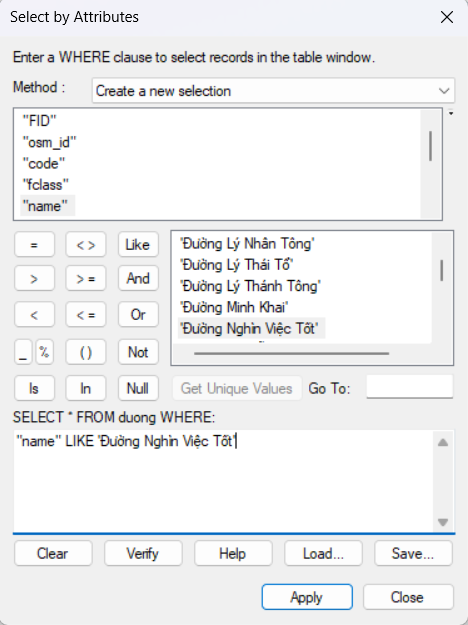 Select by Attributes
Enter a WHERE clause to select records in the table window.
Method :
Create a new selection
"FID"
"osm_id"
"code"
"fclass"
"name"
= < > Like
'Đường Lý Nhân Tông'
'Đường Lý Thái Tổ'
> > = And
'Đường Lý Thánh Tông'
'Đường Minh Khai'
< < = Or
'Đường Nghìn Việc Tốt'
_ % ( ) Not
Is In Null Get Unique Values Go To:
SELECT * FROM duong WHERE:
"name" LIKE 'Đường Nghìn Việc Tốt'
Clear Verify Help Load... Save...
Apply Close